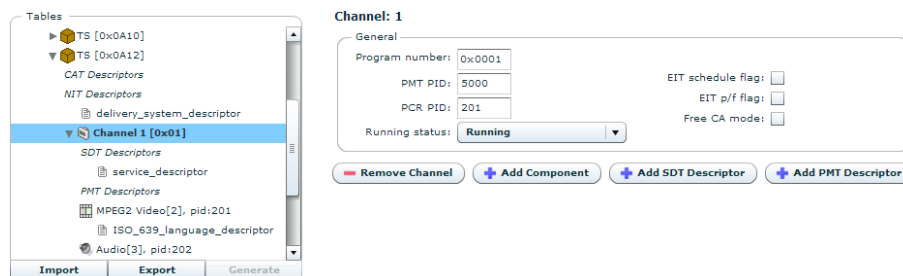 Tables
TS [0x0A10]
TS [0x0A12]
CAT Descriptors
NIT Descriptors
delivery_system_descriptor
Channel 1 [0x01]
SDT Descriptors
service_descriptor
PMT Descriptors
MPEG2 Video[2], pid:201
ISO_639_language_descriptor
Audio[3], pid:202
Import Export Generate
Channel: 1
General
Program number: 0x0001
PMT PID: 5000
PCR PID: 201
Running status: Running
EIT schedule flag:
EIT p/f flag:
Free CA mode:
Remove Channel Add Component Add SDT Descriptor Add PMT Descriptor